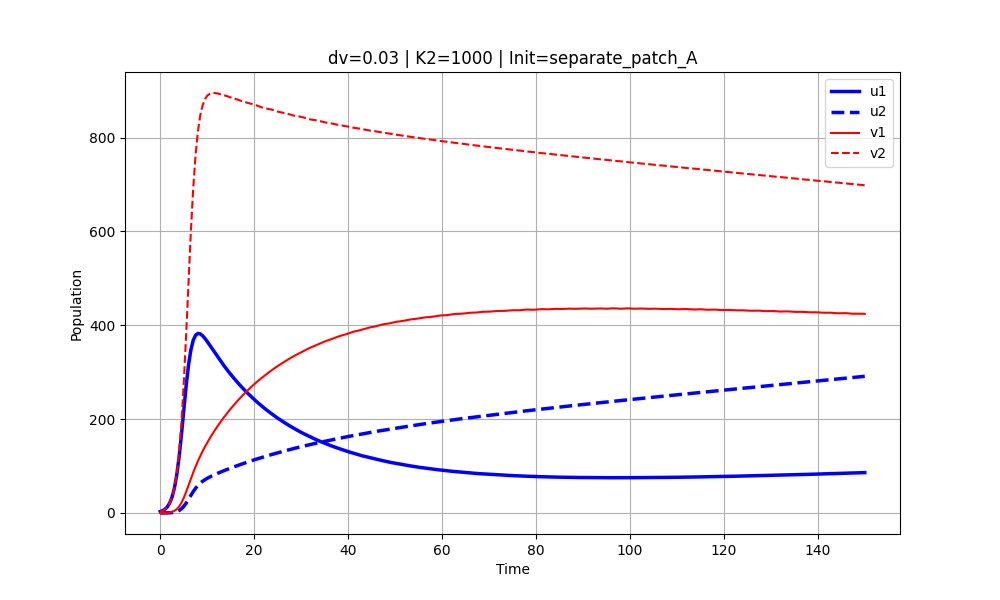 dv=0.03 | K2=1000 | Init=separate_patch_A
u1
u2
v1
v2
Population
800
600
400
200
0
0 20 40 60 80 100 120 140
Time